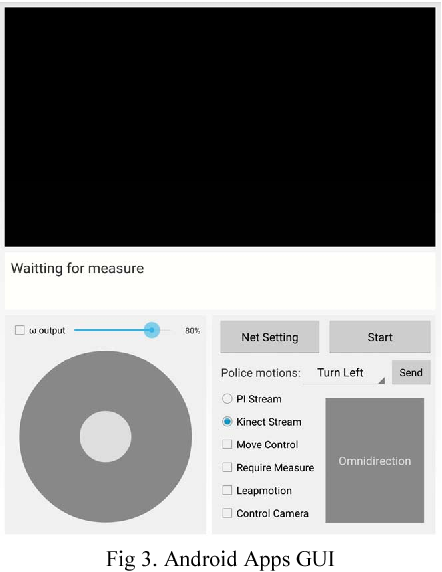 Waitting for measure
ω output 80%
Net Setting Start
Police motions: Turn Left Send
PI Stream
Kinect Stream
Move Control
Require Measure
Leapmotion
Control Camera
Omnidirection
Fig 3. Android Apps GUI